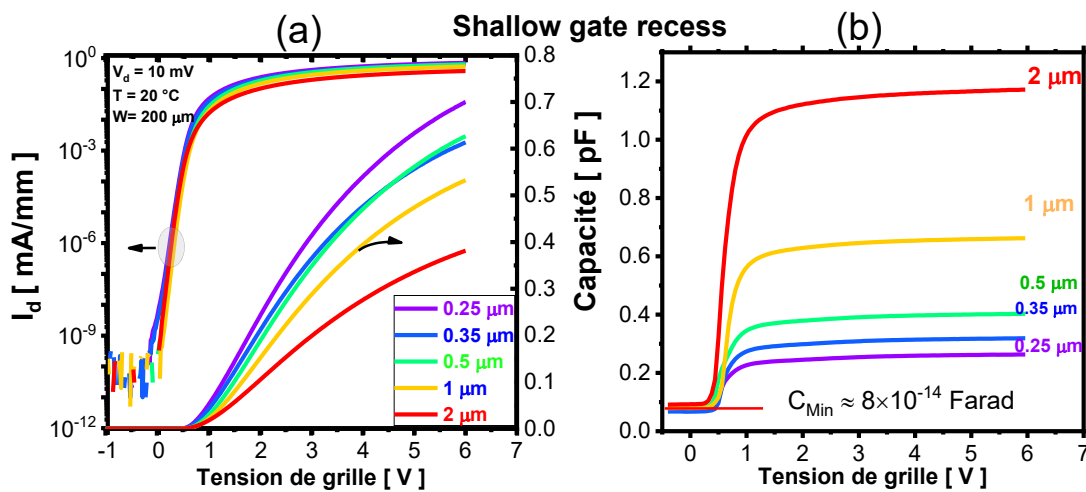 Shallow gate recess
(a)
V_d = 10 mV
T = 20 °C
W= 200 μm
I_d [ mA/mm ]
10^0
10^-3
10^-6
10^-9
10^-12
0.8
0.7
0.6
0.5
0.4
0.3
0.2
0.1
0.0
0.25 μm
0.35 μm
0.5 μm
1 μm
2 μm
-1 0 1 2 3 4 5 6 7
Tension de grille [ V ]
(b)
Capacité [ pF ]
1.2
1.0
0.8
0.6
0.4
0.2
0.0
2 μm
1 μm
0.5 μm
0.35 μm
0.25 μm
C_Min ≈ 8×10^-14 Farad
0 1 2 3 4 5 6 7
Tension de grille [ V ]